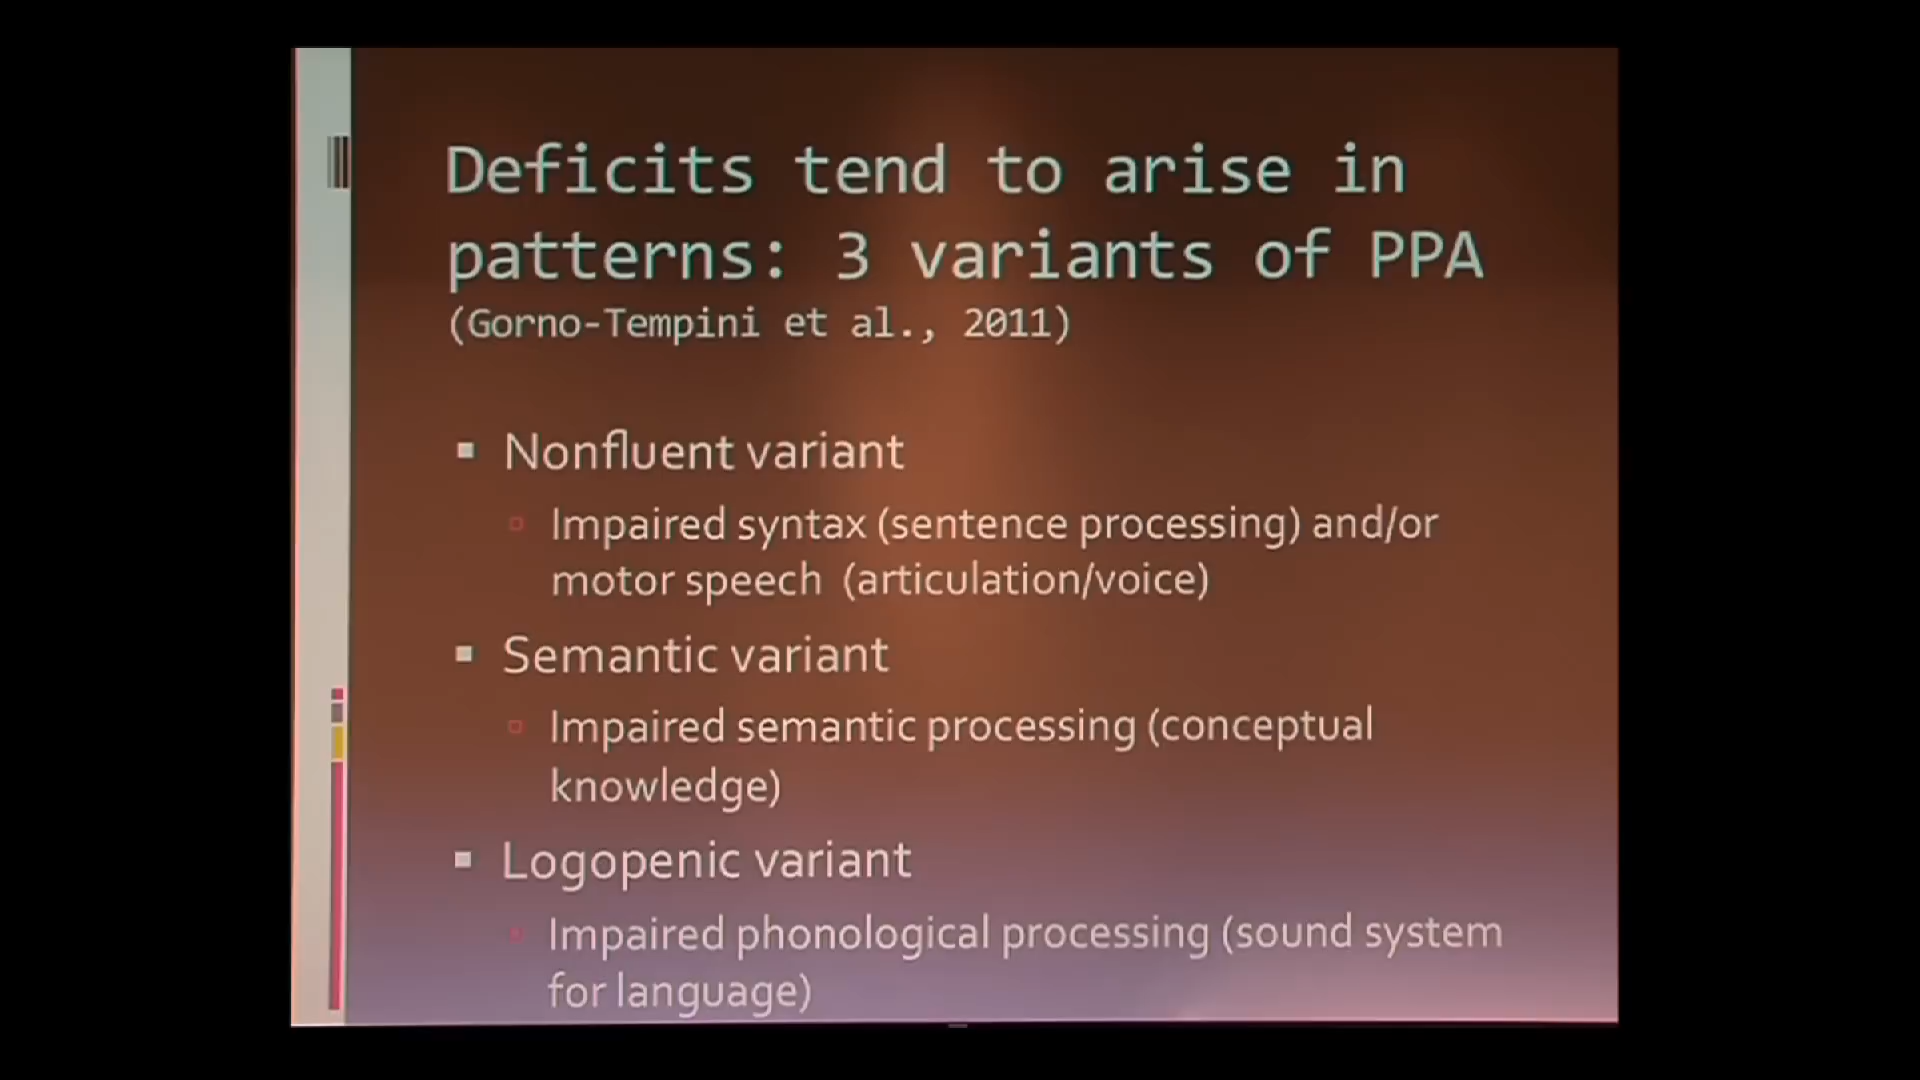 Deficits tend to arise in
patterns: 3 variants of PPA
(Gorno-Tempini et al., 2011)
Nonfluent variant
Impaired syntax (sentence processing) and/or
motor speech (articulation/voice)
Semantic variant
Impaired semantic processing (conceptual
knowledge)
Logopenic variant
Impaired phonological processing (sound system
for language)